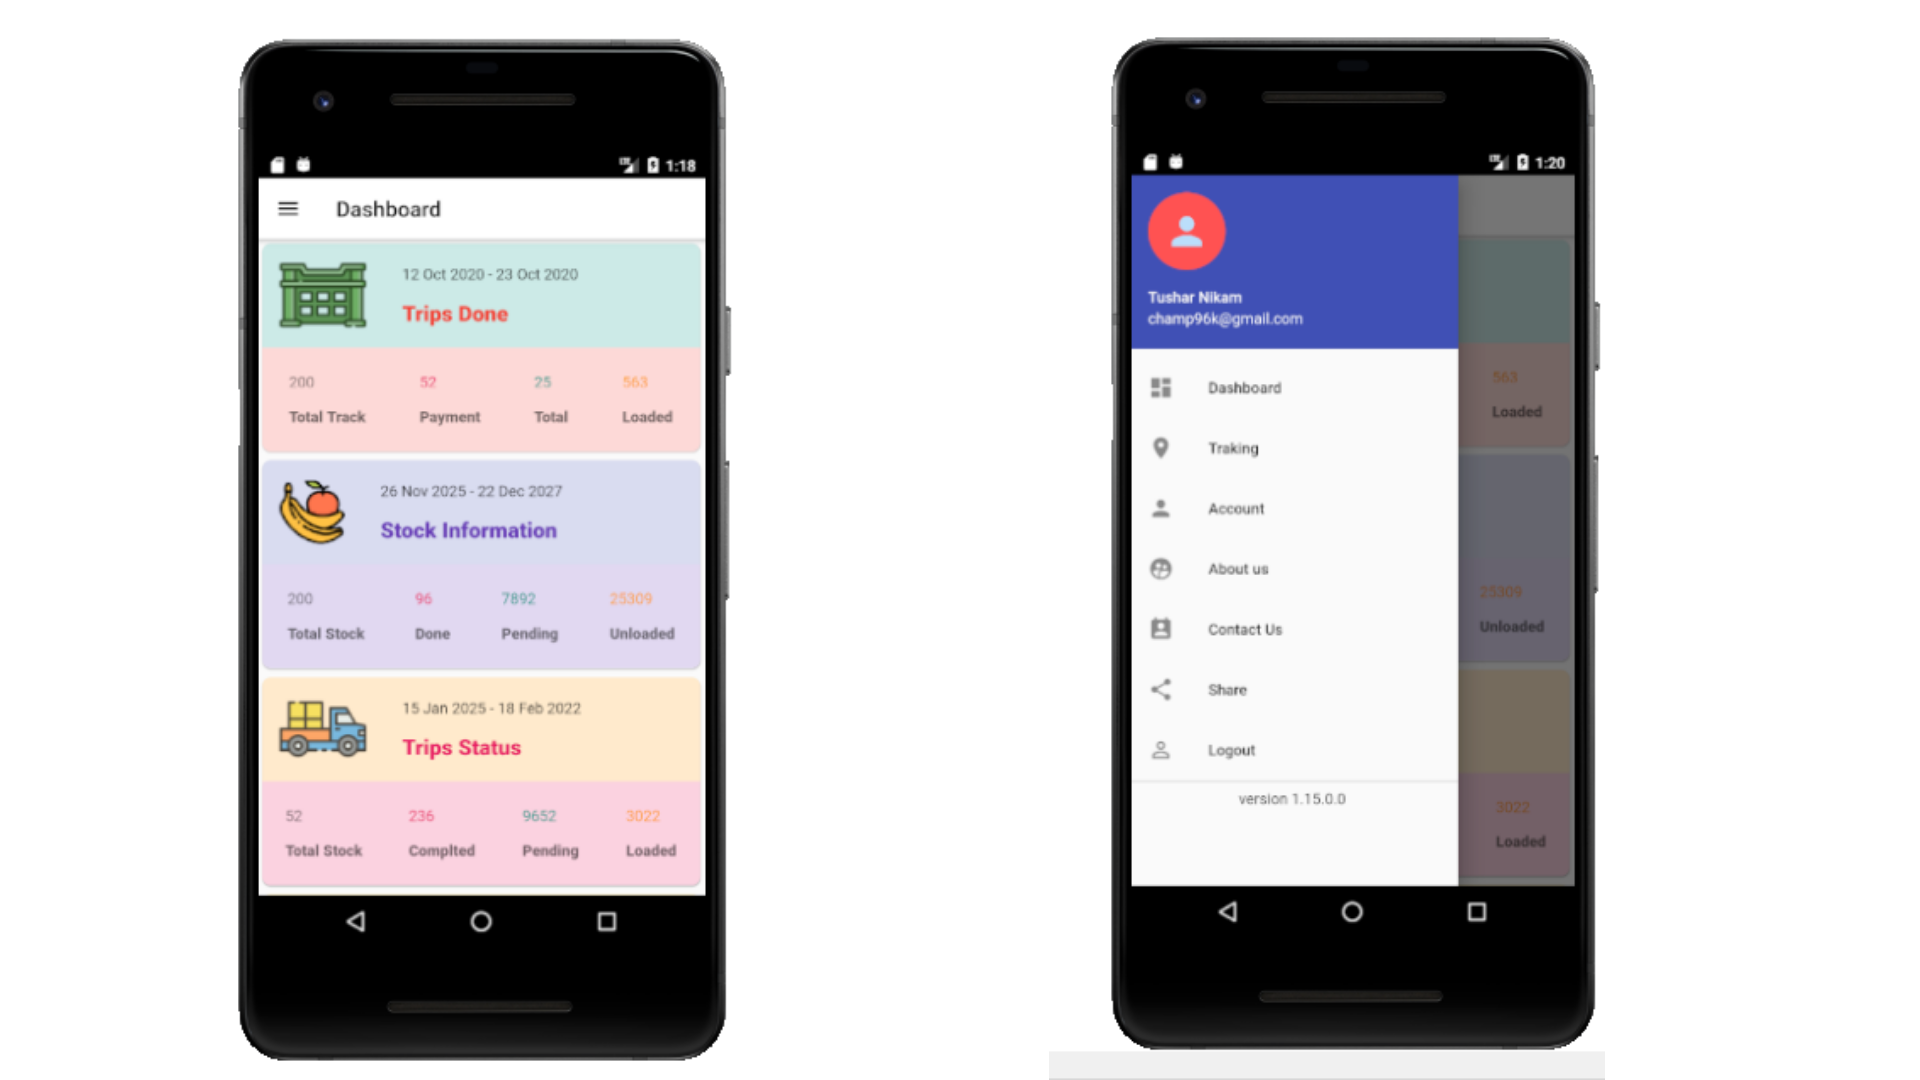 1:18
Dashboard
12 Oct 2020 - 23 Oct 2020
Trips Done
200 52 25 563
Total Track Payment Total Loaded
26 Nov 2025 - 22 Dec 2027
Stock Information
200 96 7892 25309
Total Stock Done Pending Unloaded
15 Jan 2025 - 18 Feb 2022
Trips Status
52 236 9652 3022
Total Stock Complted Pending Loaded
1:20
Tushar Nikam
champ96k@gmail.com
Dashboard
Traking
Account
About us
Contact Us
Share
Logout
version 1.15.0.0
563
Loaded
25309
Unloaded
3022
Loaded